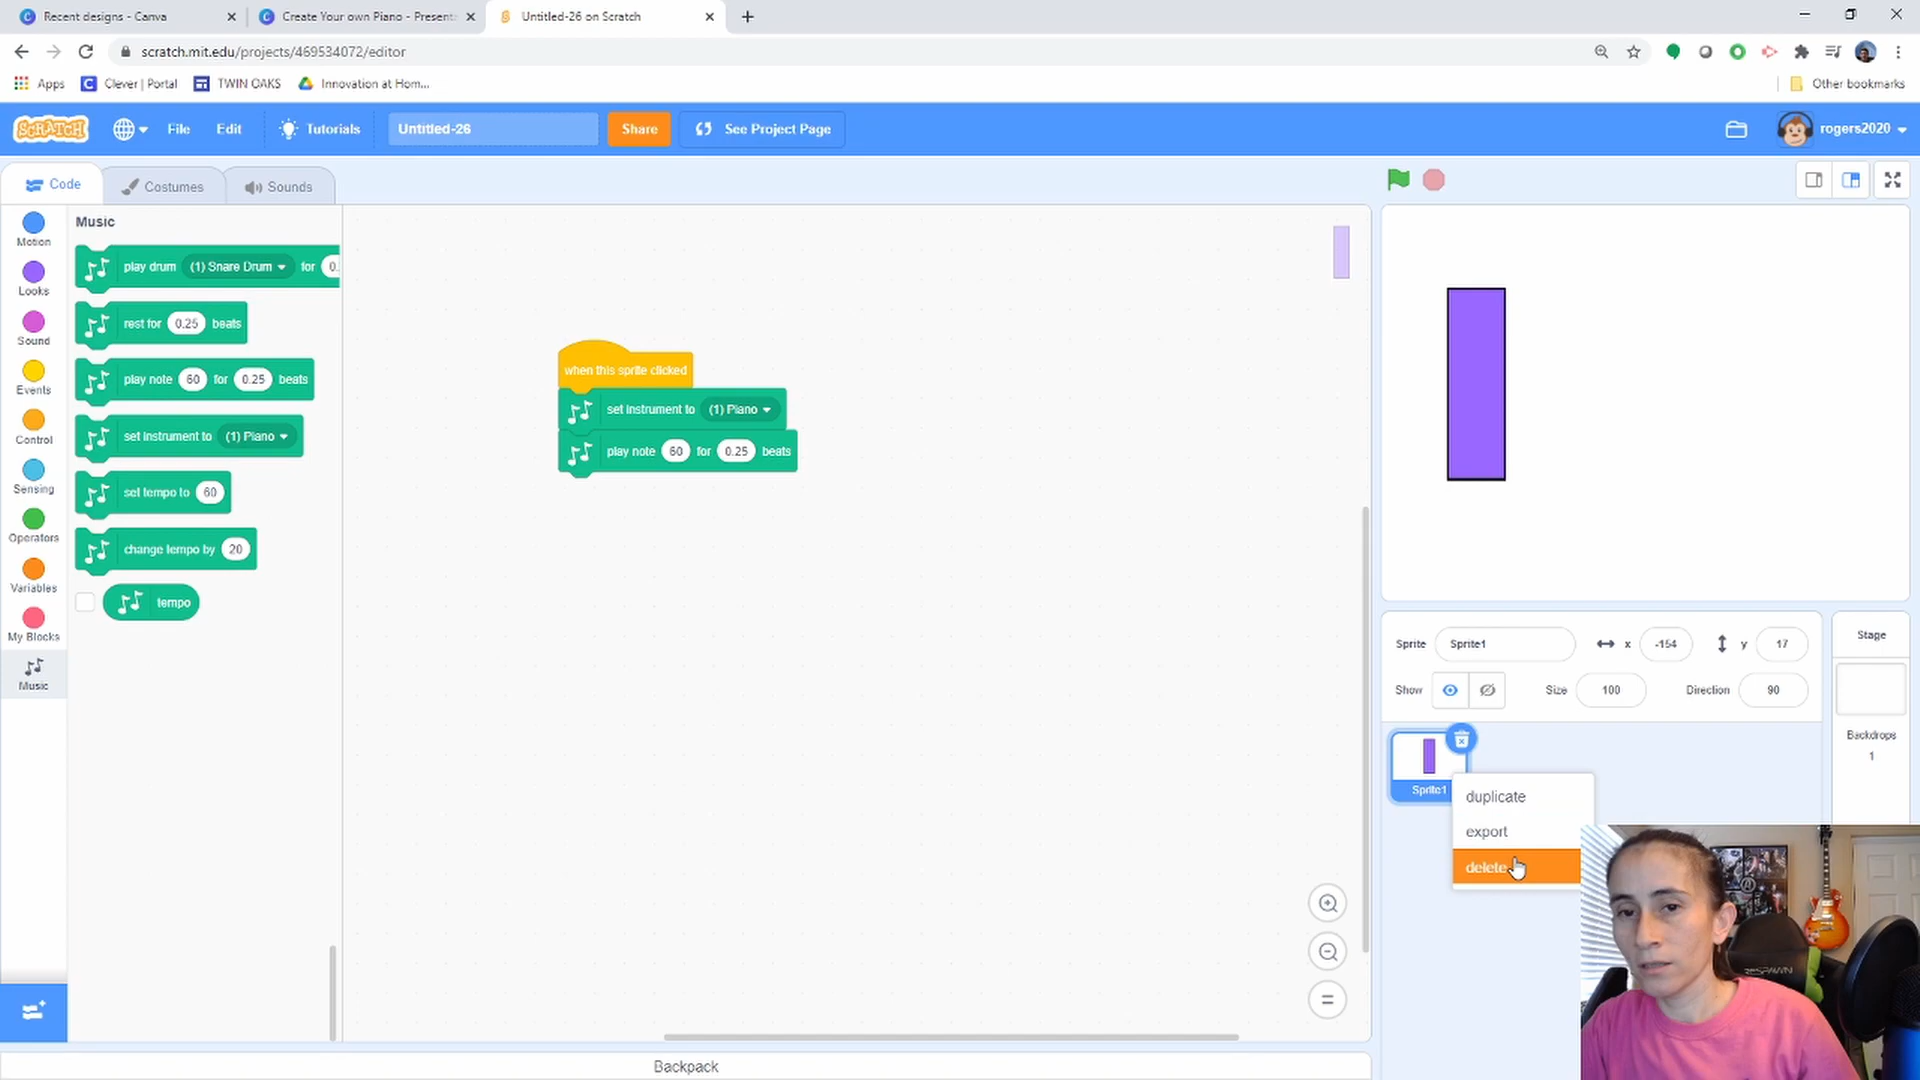 Recent designs - Canva
Create Your own Piano - Present
Untitled-26 on Scratch
scratch.mit.edu/projects/469534072/editor
Apps
Clever | Portal
TWIN OAKS
Innovation at Hom...
Other bookmarks
SCRATCH
File
Edit
Tutorials
Untitled-26
Share
See Project Page
rogers2020
Code
Costumes
Sounds
Motion
Looks
Sound
Events
Control
Sensing
Operators
Variables
My Blocks
Music
Music
play drum (1) Snare Drum for 0.
rest for 0.25 beats
play note 60 for 0.25 beats
set instrument to (1) Piano
set tempo to 60
change tempo by 20
tempo
when this sprite clicked
set instrument to (1) Piano
play note 60 for 0.25 beats
Sprite Sprite1 x -154 y 17
Show Size 100 Direction 90
Sprite1
duplicate
export
delete
Stage
Backdrops
1
Backpack
RESPAWN